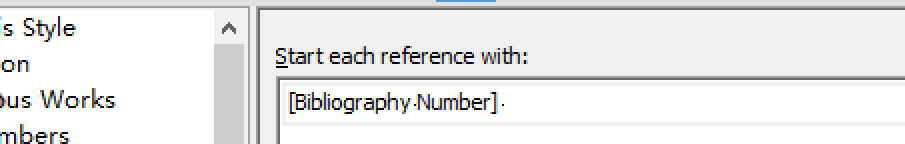 's Style
on
ous Works
mbers
Start each reference with:
[Bibliography·Number]·